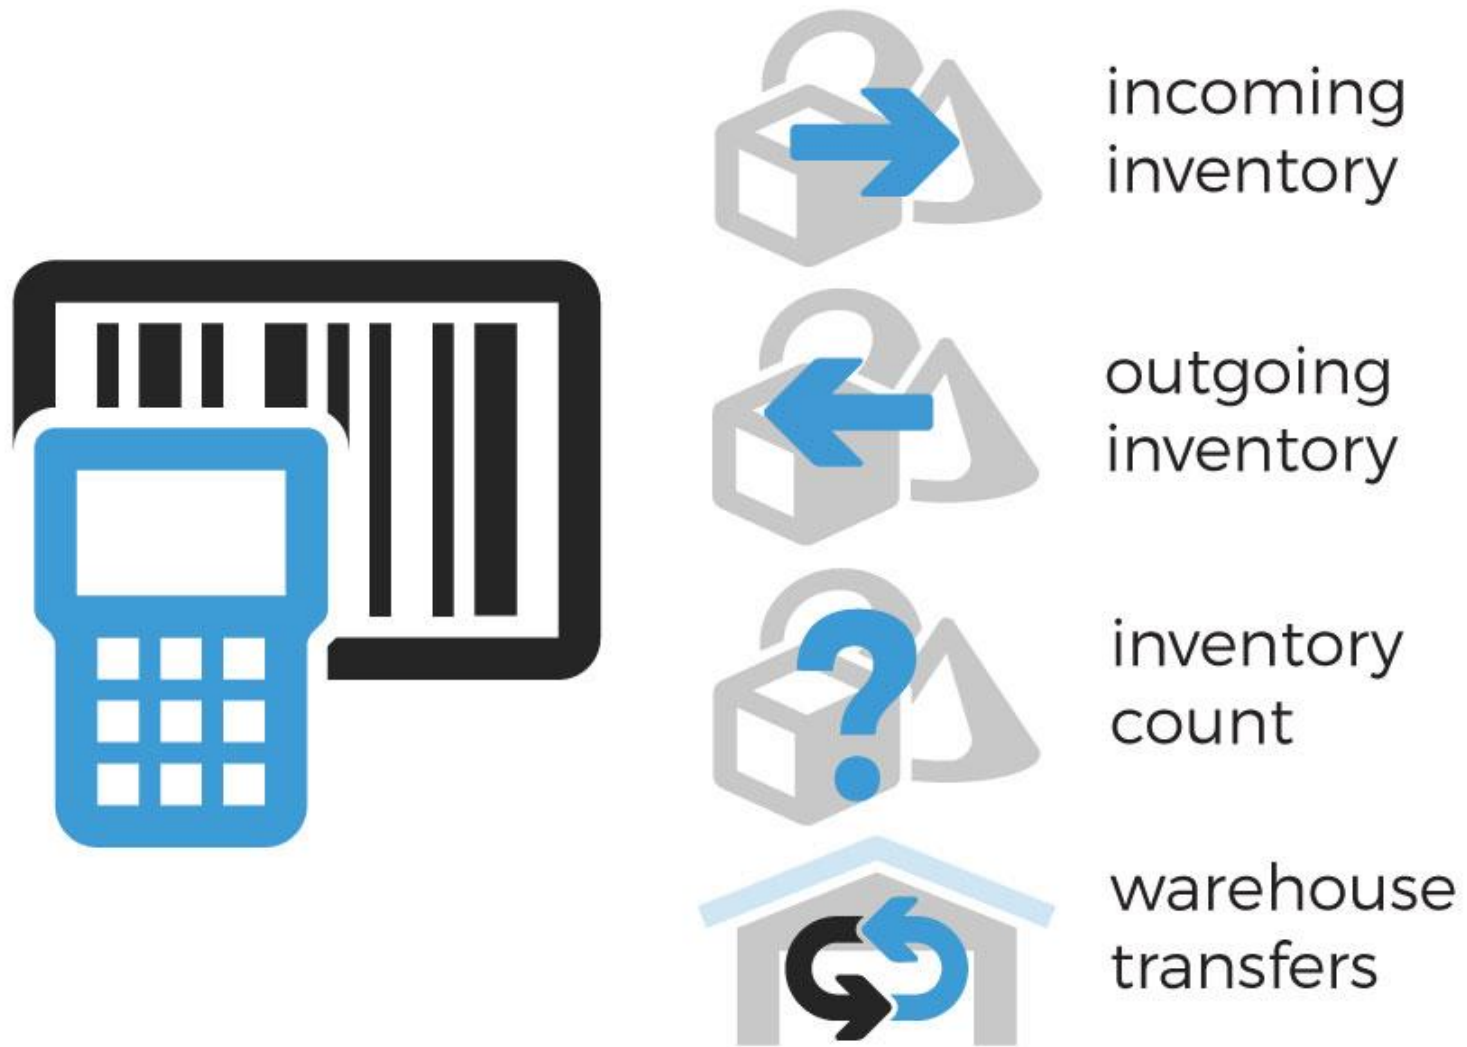 incoming
inventory
outgoing
inventory
inventory
count
warehouse
transfers